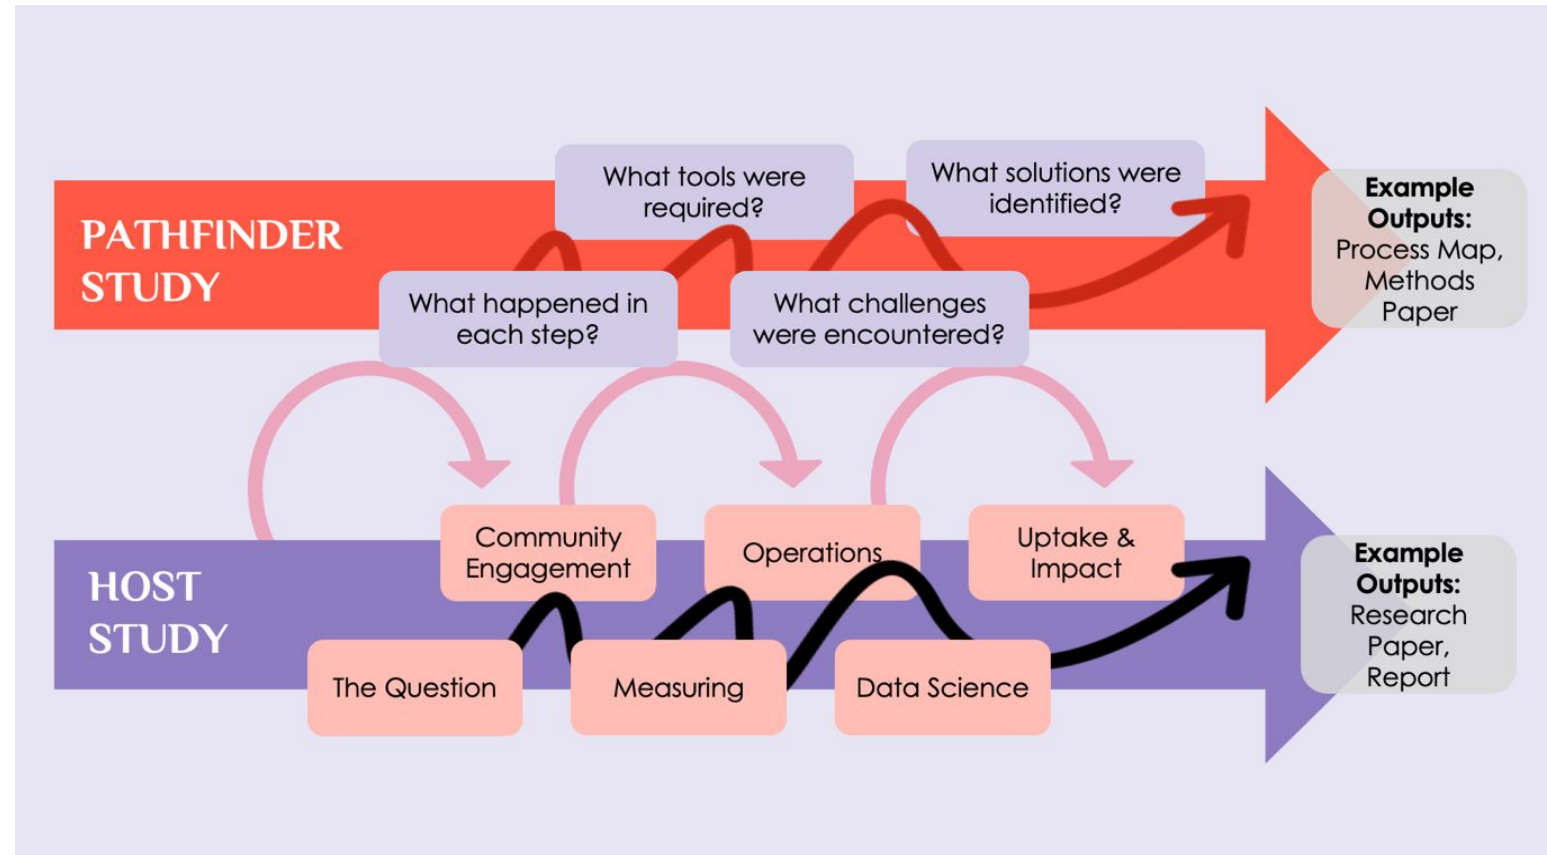 PATHFINDER
STUDY
What happened in
each step?
What tools were
required?
What challenges
were encountered?
What solutions were
identified?
Example
Outputs:
Process Map,
Methods
Paper
HOST
STUDY
The Question
Community
Engagement
Measuring
Operations
Data Science
Uptake &
Impact
Example
Outputs:
Research
Paper,
Report